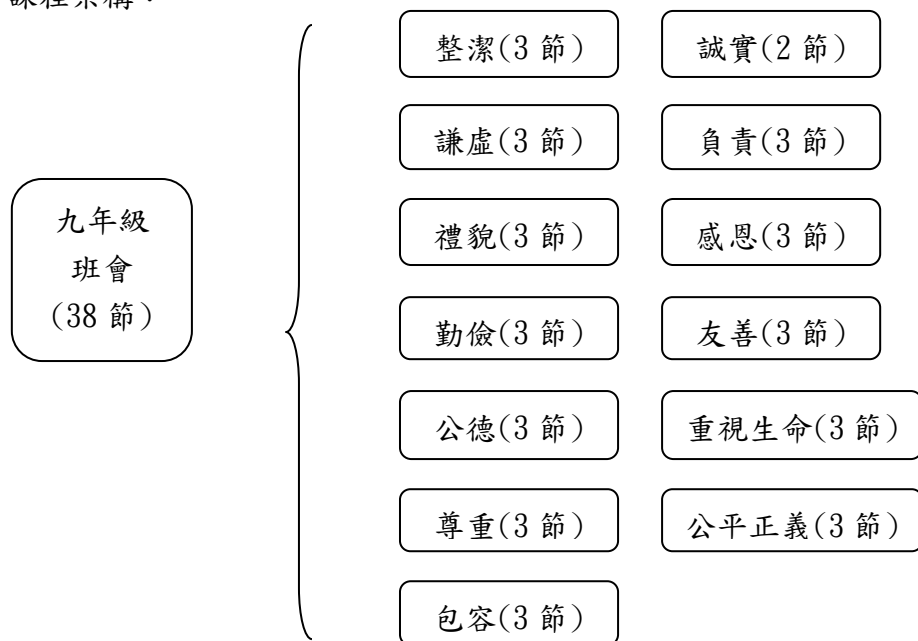 課程架構：
整潔(3 節)
誠實(2 節)
謙虛(3 節)
負責(3 節)
九年級
班會
(38 節)
禮貌(3 節)
感恩(3 節)
勤儉(3 節)
友善(3 節)
公德(3 節)
重視生命(3 節)
尊重(3 節)
公平正義(3 節)
包容(3 節)